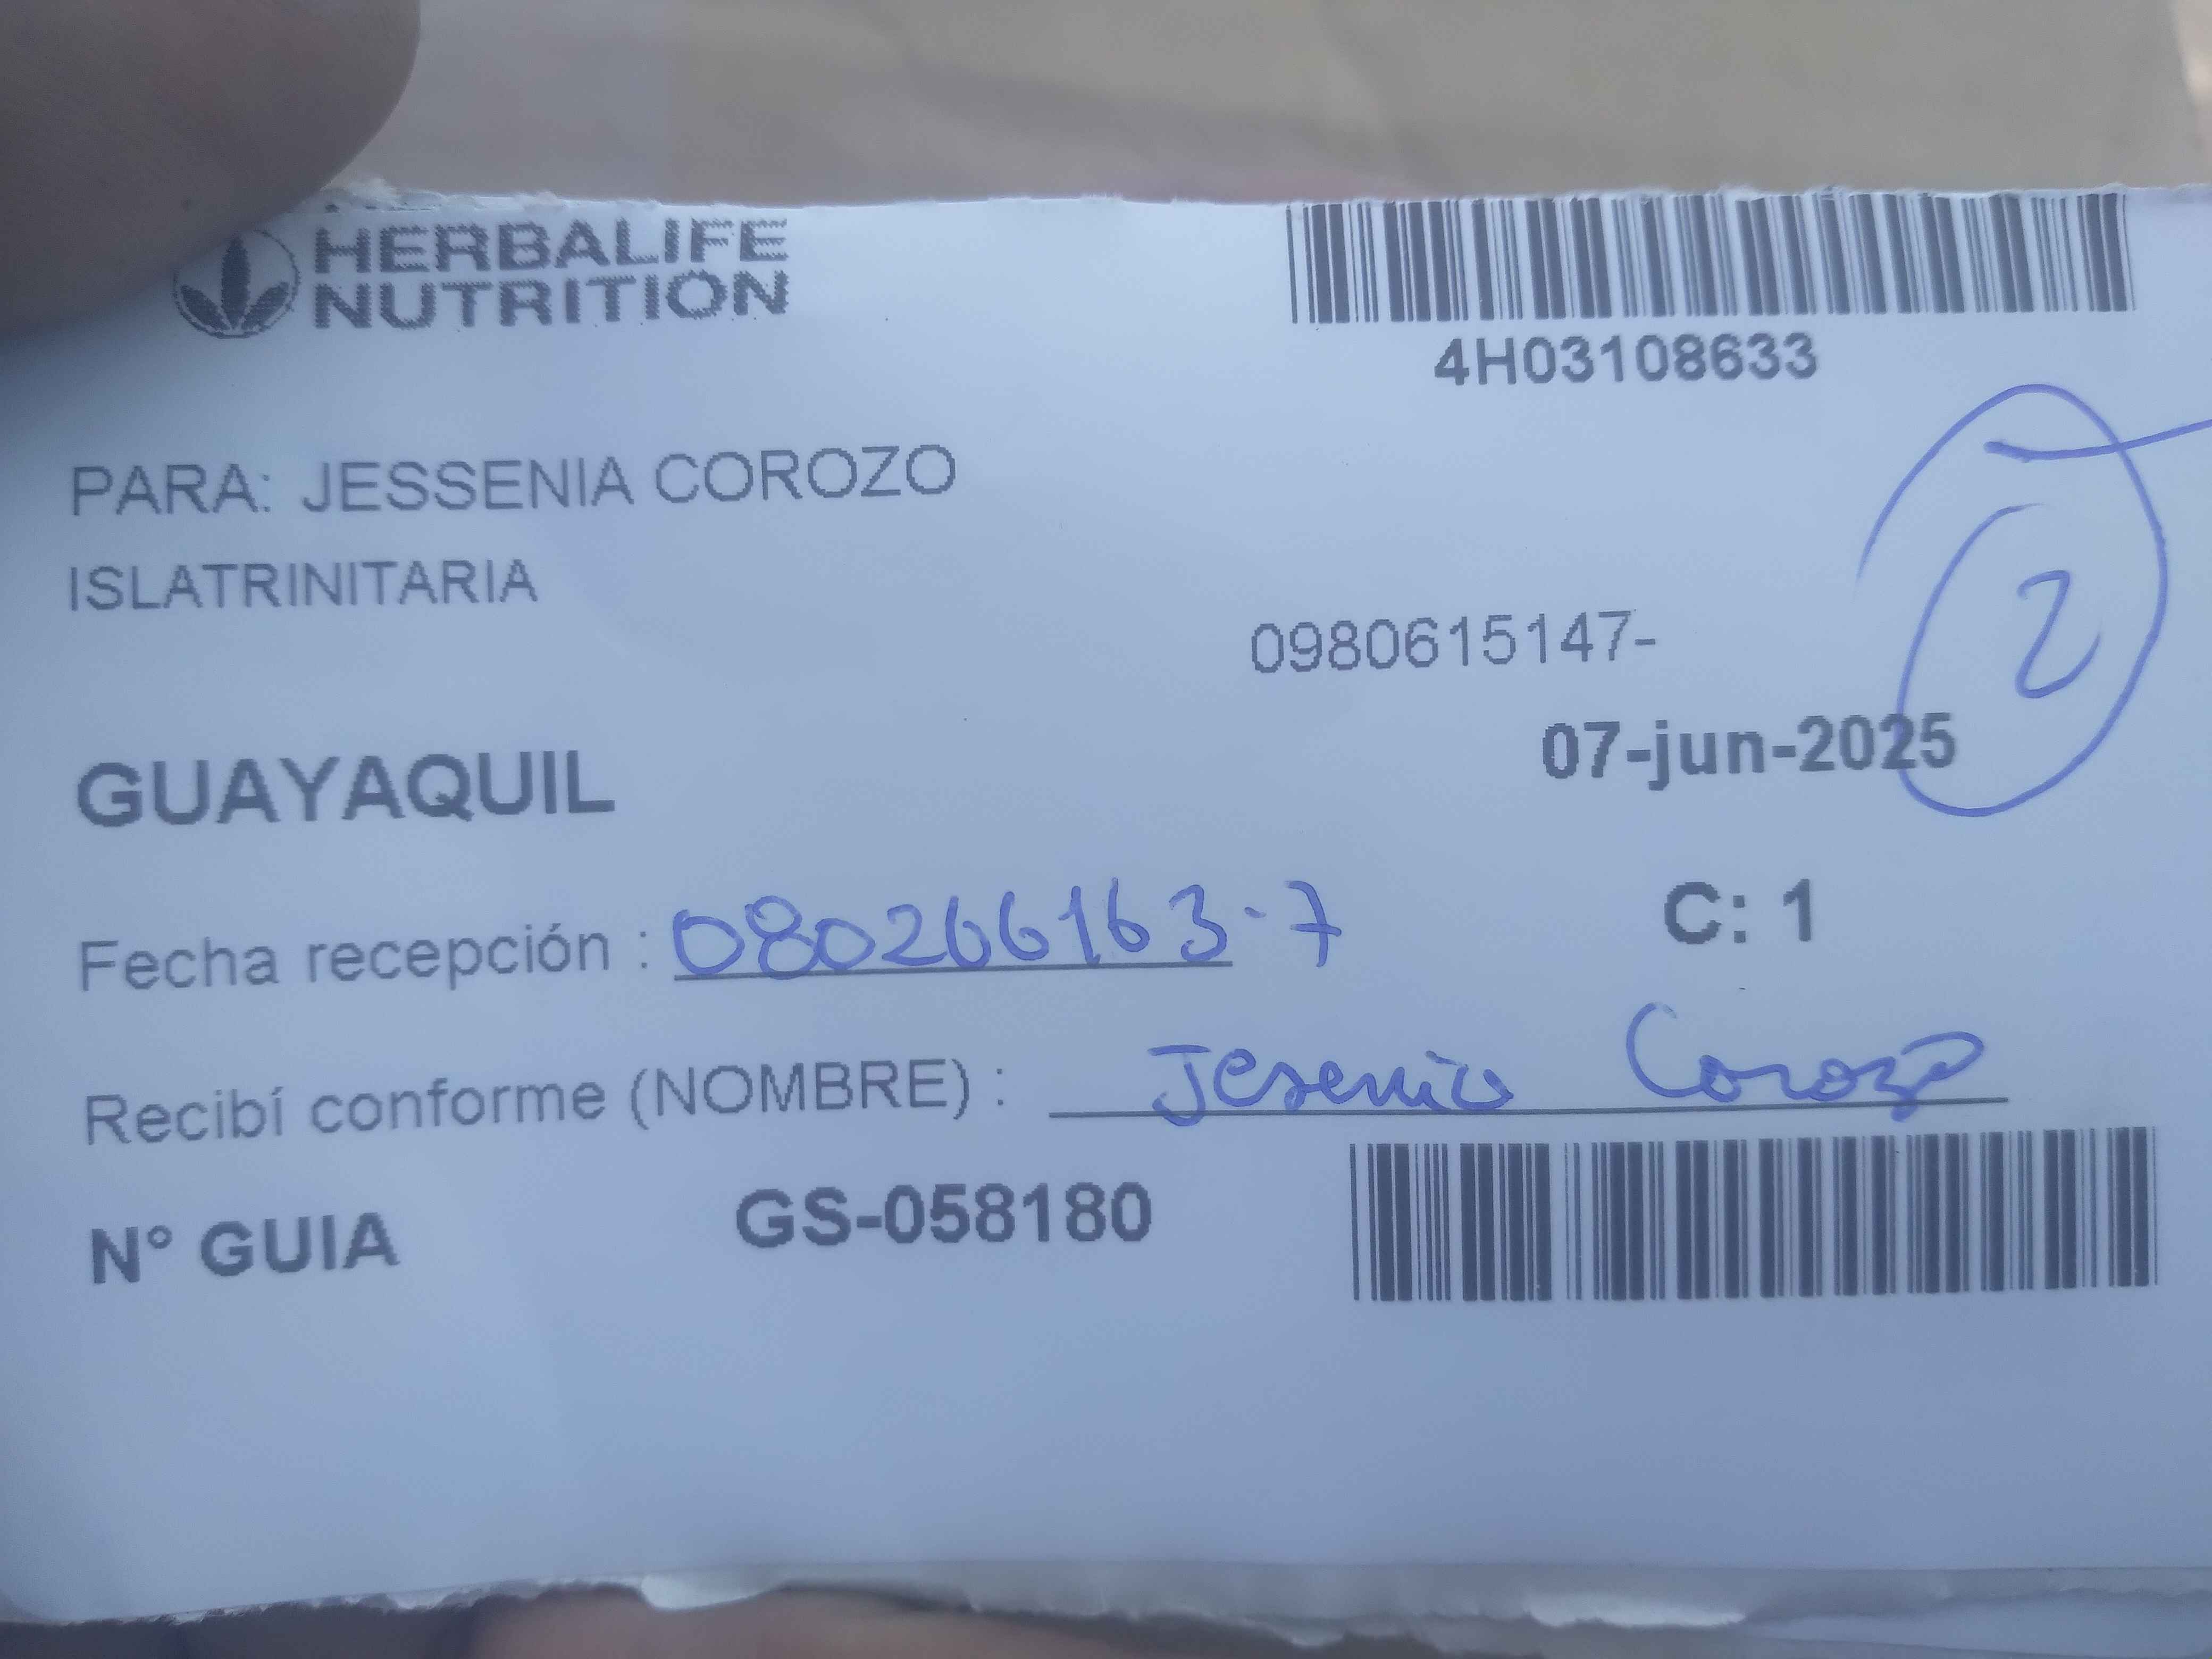 HERBALIFE
NUTRITION
4H03108633
PARA: JESSENIA COROZO
ISLATRINITARIA
0980615147-
2
07-jun-2025
GUAYAQUIL
C: 1
Fecha recepción : 080266163-7
Recibí conforme (NOMBRE) : Jesenia Corozo
N° GUIA GS-058180